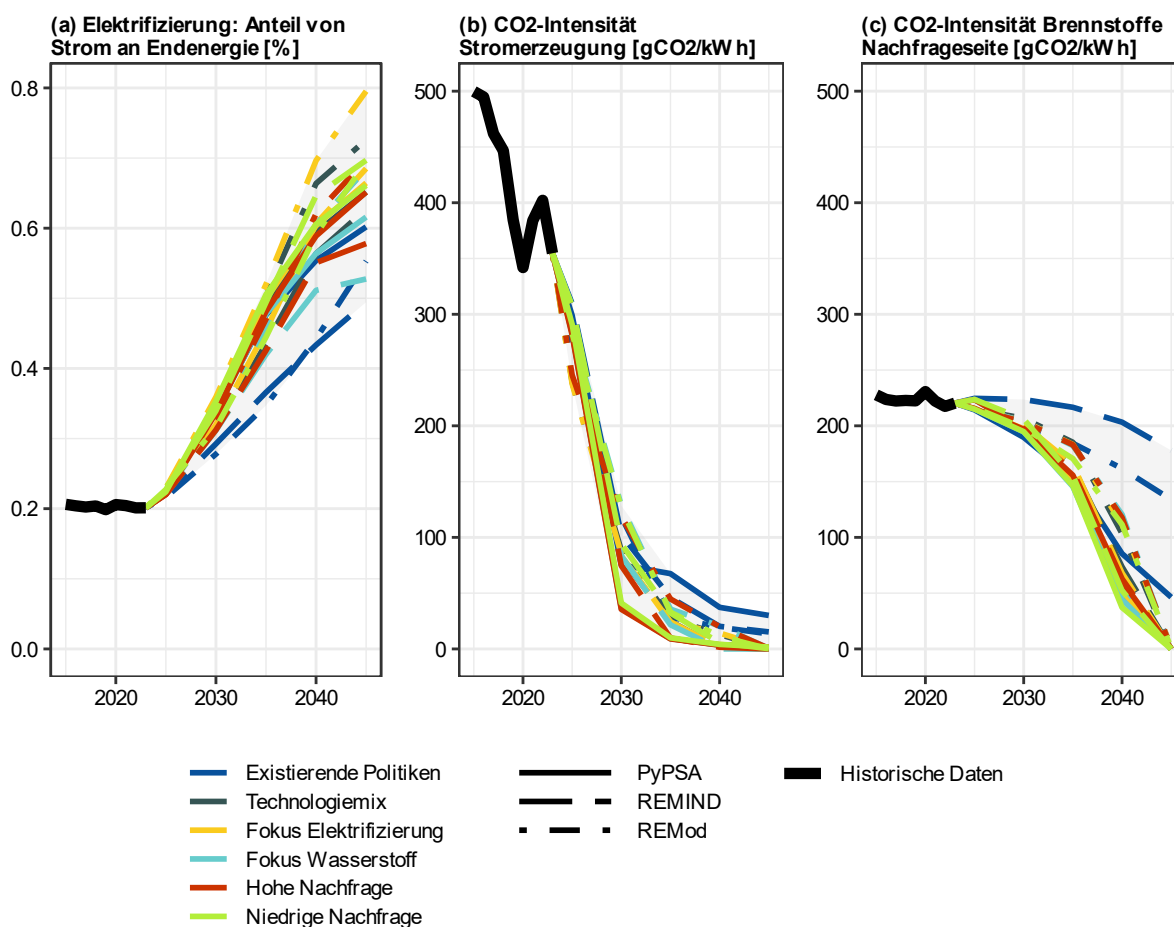 (a) Elektrifizierung: Anteil von
Strom an Endenergie [%]
(b) CO2-Intensität
Stromerzeugung [gCO2/kWh]
(c) CO2-Intensität Brennstoffe
Nachfrageseite [gCO2/kWh]
0.8
0.6
0.4
0.2
0.0
2020
2030
2040
500
400
300
200
100
0
2020
2030
2040
500
400
300
200
100
0
2020
2030
2040
Existierende Politiken
Technologiemix
Fokus Elektrifizierung
Fokus Wasserstoff
Hohe Nachfrage
Niedrige Nachfrage
PyPSA
REMIND
REMod
Historische Daten